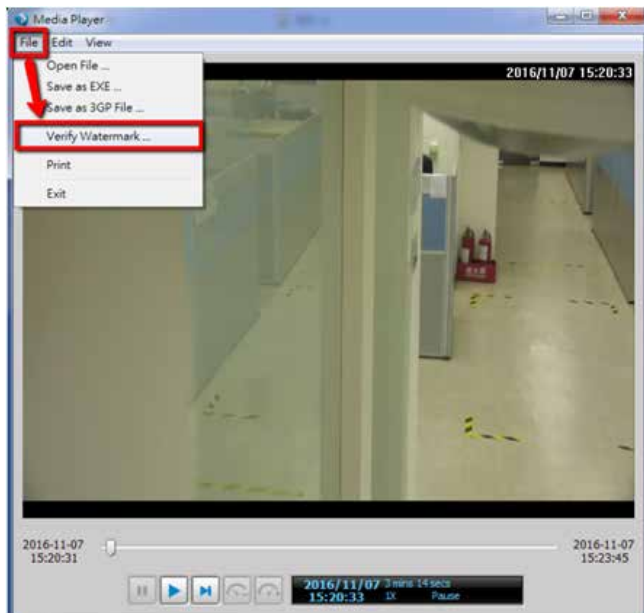 Media Player
File Edit View
Open File ...
Save as EXE ...
Save as 3GP File ...
Verify Watermark ...
Print
Exit
2016/11/07 15:20:33
2016-11-07
15:20:31
2016-11-07
15:23:45
2016/11/07 3 mins 14 secs
15:20:33 1X Pause